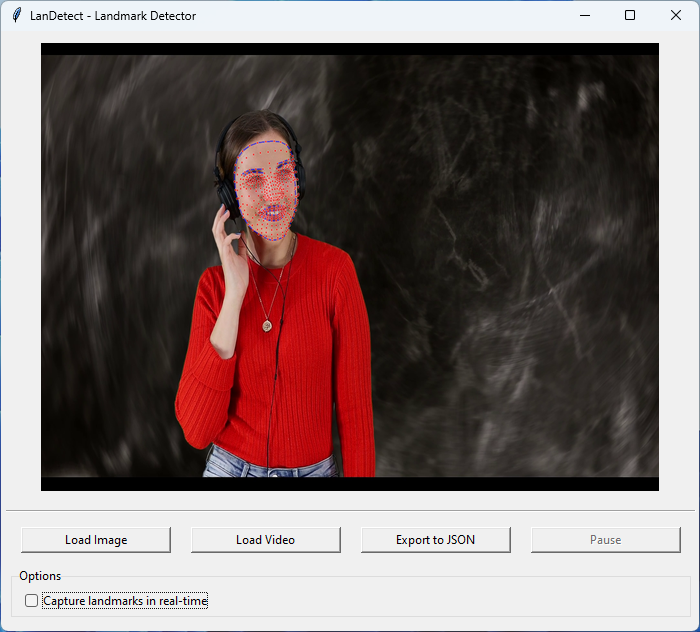 LanDetect - Landmark Detector
Load Image
Load Video
Export to JSON
Pause
Options
Capture landmarks in real-time